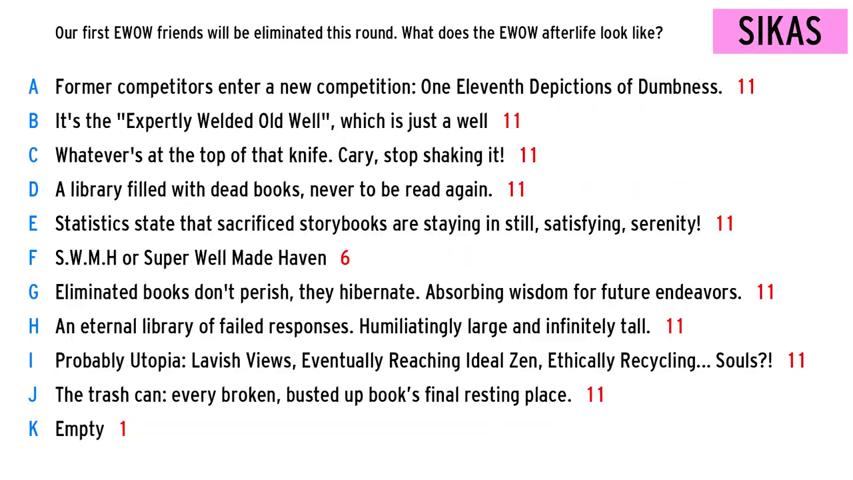 Our first EWOW friends will be eliminated this round. What does the EWOW afterlife look like?
SIKAS
A Former competitors enter a new competition: One Eleventh Depictions of Dumbness. 11
B It's the "Expertly Welded Old Well", which is just a well 11
C Whatever's at the top of that knife. Cary, stop shaking it! 11
D A library filled with dead books, never to be read again. 11
E Statistics state that sacrificed storybooks are staying in still, satisfying, serenity! 11
F S.W.M.H or Super Well Made Haven 6
G Eliminated books don't perish, they hibernate. Absorbing wisdom for future endeavors. 11
H An eternal library of failed responses. Humiliatingly large and infinitely tall. 11
I Probably Utopia: Lavish Views, Eventually Reaching Ideal Zen, Ethically Recycling... Souls?! 11
J The trash can: every broken, busted up book’s final resting place. 11
K Empty 1